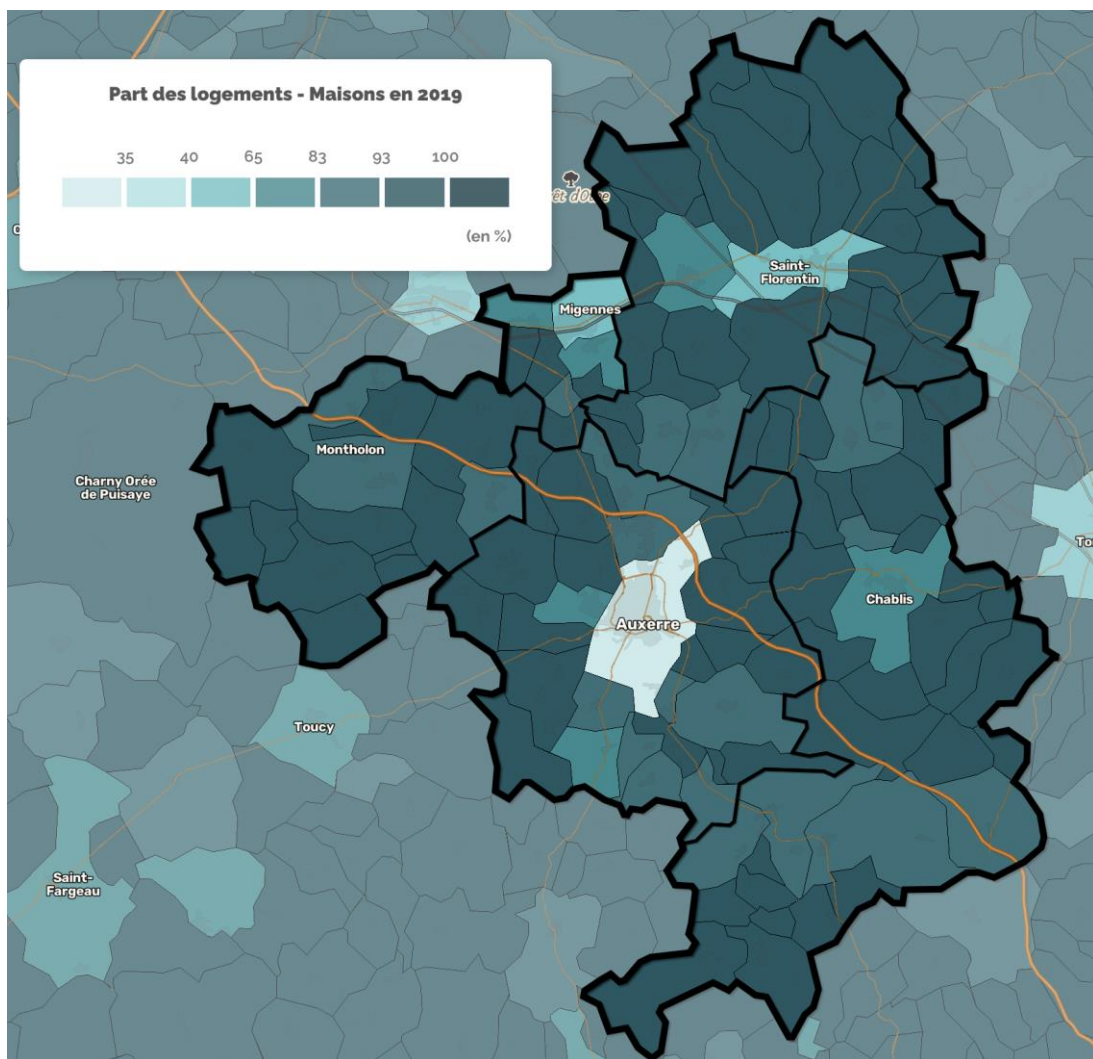 Part des logements - Maisons en 2019
35 40 65 83 93 100
(en %)
Saint-
Florentin
Migennes
Montholon
Charny Orée
de Puisaye
Chablis
Auxerre
Toucy
Saint-
Fargeau